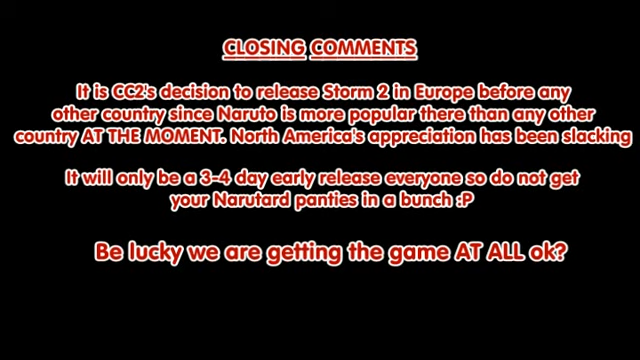 CLOSING COMMENTS
It is CC2's decision to release Storm 2 in Europe before any
other country since Naruto is more popular there than any other
country AT THE MOMENT. North America's appreciation has been slacking
It will only be a 3-4 day early release everyone so do not get
your Narutard panties in a bunch :P
Be lucky we are getting the game AT ALL ok?